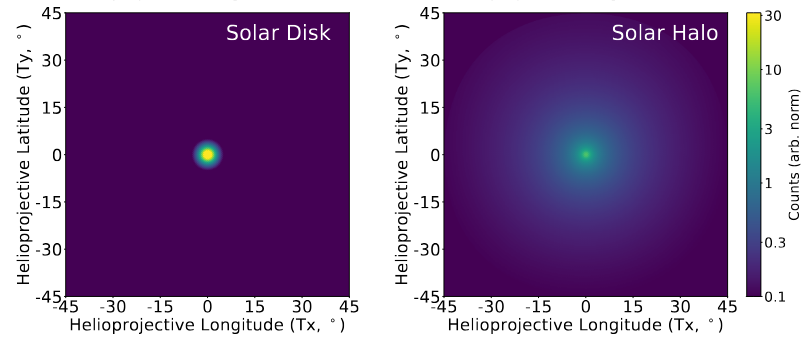 Solar Disk
Helioprojective Latitude (Ty, °)
45
30
15
0
-15
-30
-45
-45 -30 -15 0 15 30 45
Helioprojective Longitude (Tx, °)
Solar Halo
Helioprojective Latitude (Ty, °)
45
30
15
0
-15
-30
-45
-45 -30 -15 0 15 30 45
Helioprojective Longitude (Tx, °)
30
10
3
1
0.3
0.1
Counts (arb. norm)